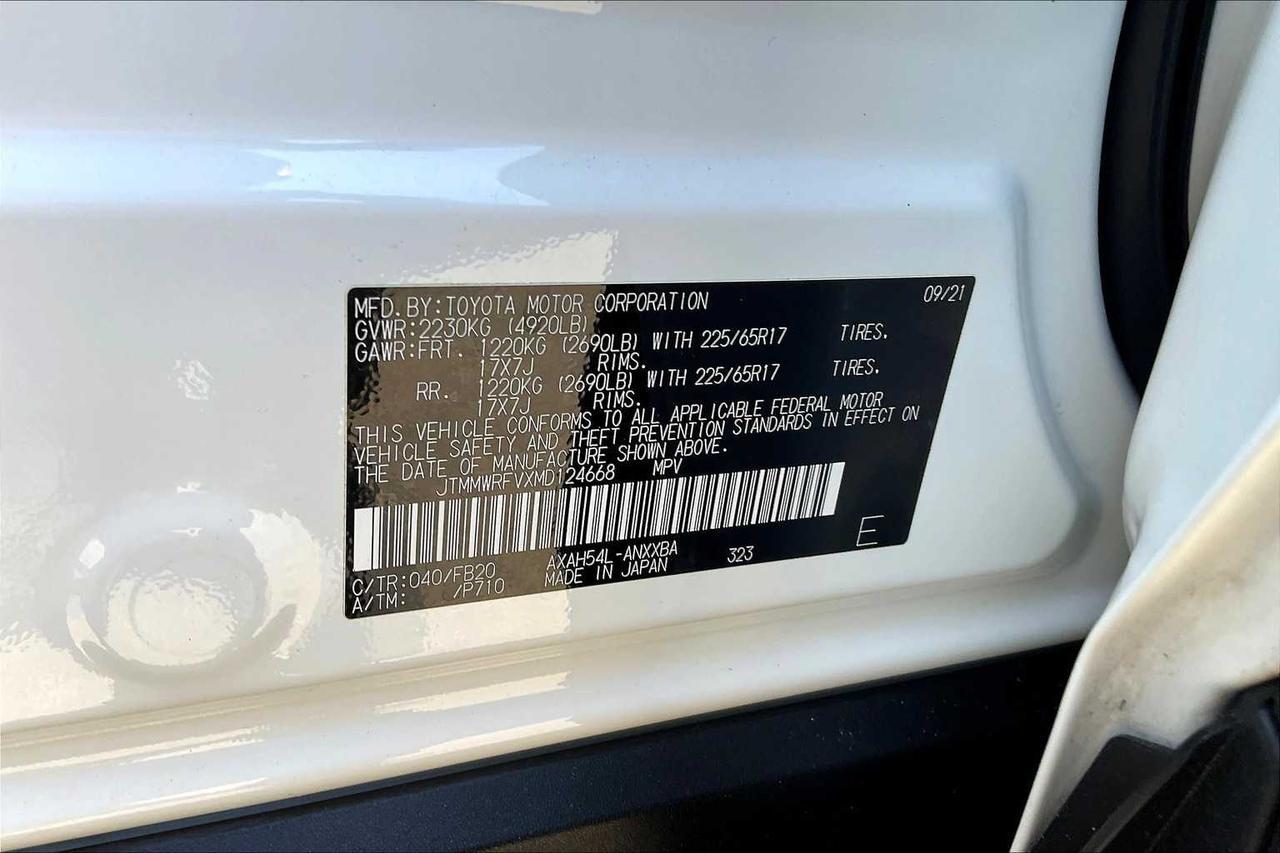 MFD. BY: TOYOTA MOTOR CORPORATION 09/21
GVWR: 2230KG (4920LB)
GAWR: FRT. 1220KG (2690LB) WITH 225/65R17 TIRES.
17X7J RIMS.
RR. 1220KG (2690LB) WITH 225/65R17 TIRES.
17X7J RIMS.
THIS VEHICLE CONFORMS TO ALL APPLICABLE FEDERAL MOTOR
VEHICLE SAFETY AND THEFT PREVENTION STANDARDS IN EFFECT ON
THE DATE OF MANUFACTURE SHOWN ABOVE.
JTMMWRFVXMD124668 MPV
C/TR: 040/FB20 AXAH54L-ANXXBA 323 E
A/TM: /P710 MADE IN JAPAN